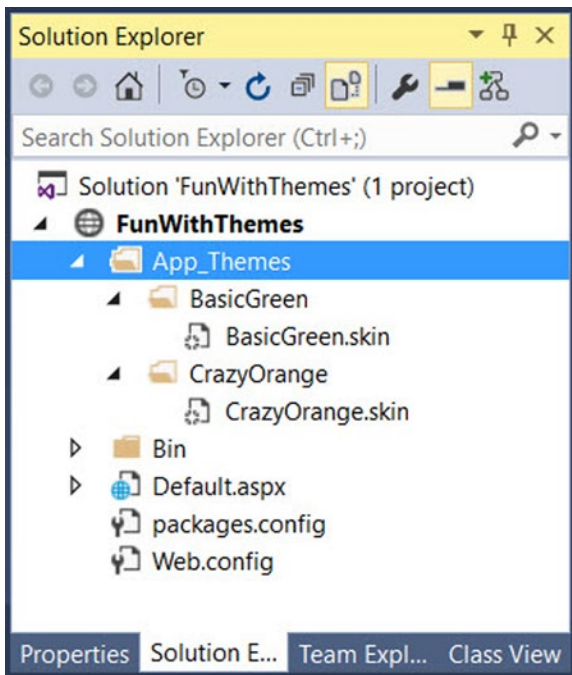 Solution Explorer
Search Solution Explorer (Ctrl+;)
Solution 'FunWithThemes' (1 project)
FunWithThemes
App_Themes
BasicGreen
BasicGreen.skin
CrazyOrange
CrazyOrange.skin
Bin
Default.aspx
packages.config
Web.config
Properties Solution E... Team Expl... Class View